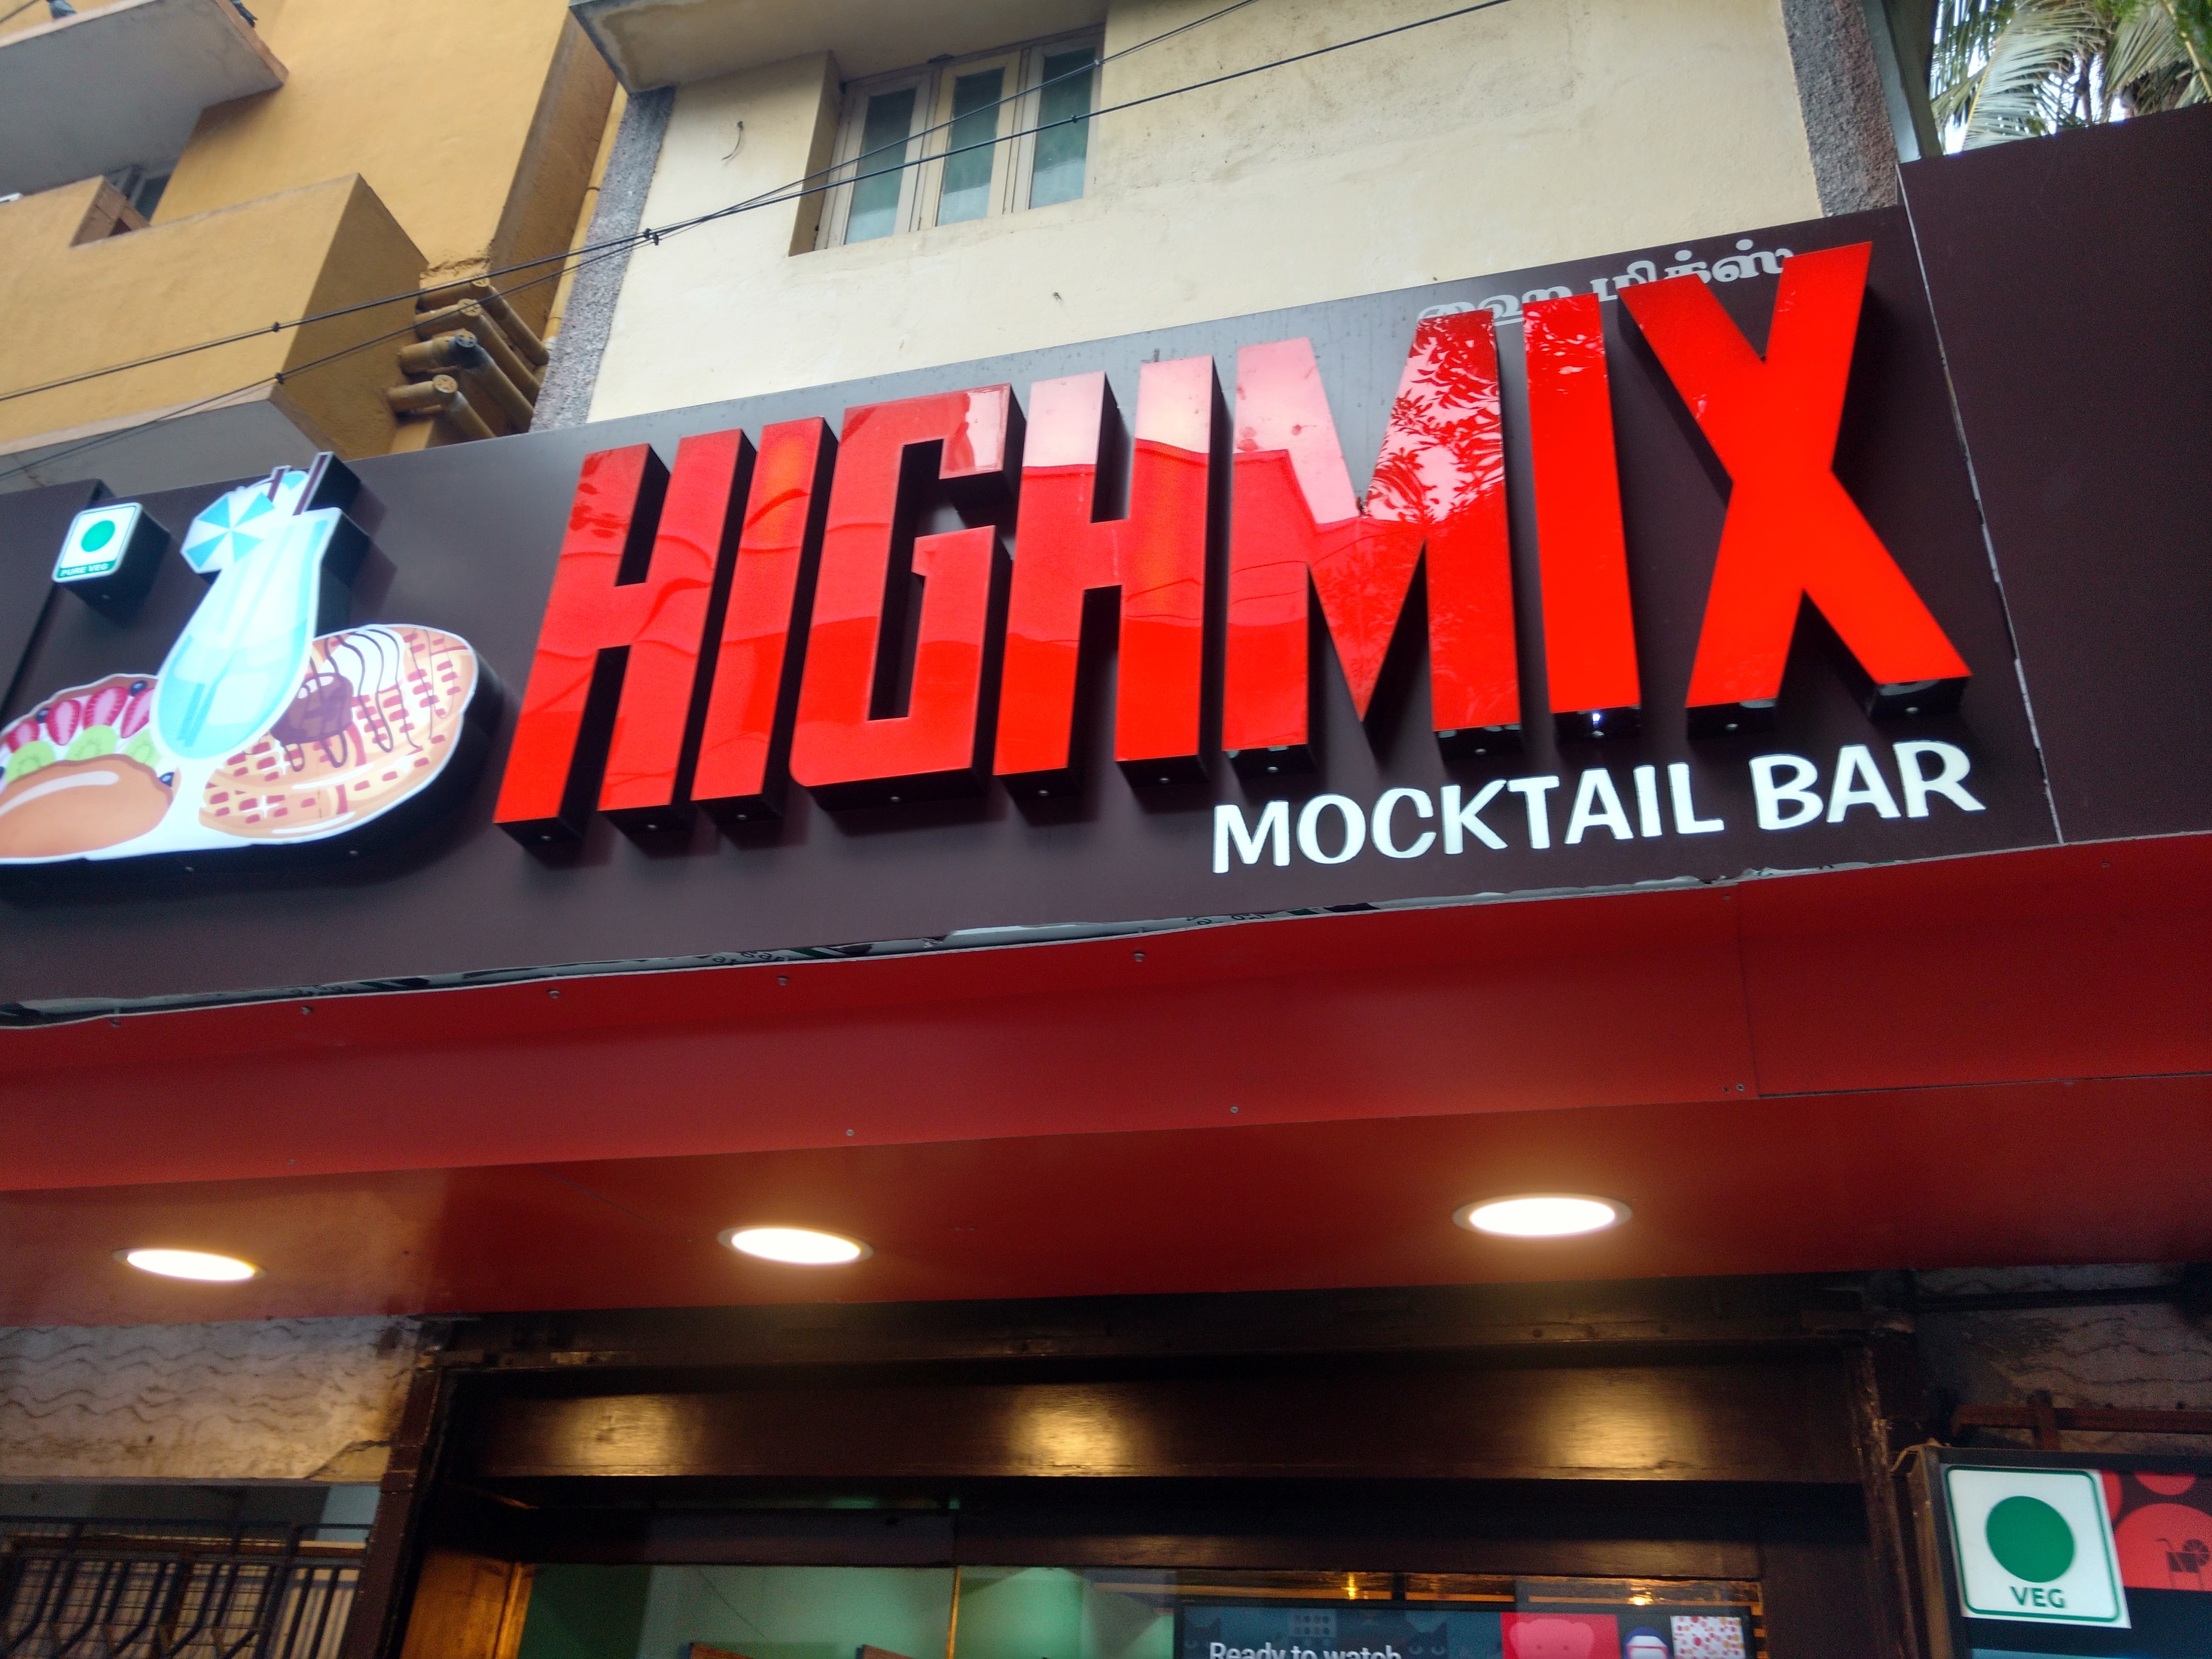 ஹை மிக்ஸ்
PURE VEG
HIGHMIX
MOCKTAIL BAR
VEG
Ready to watch